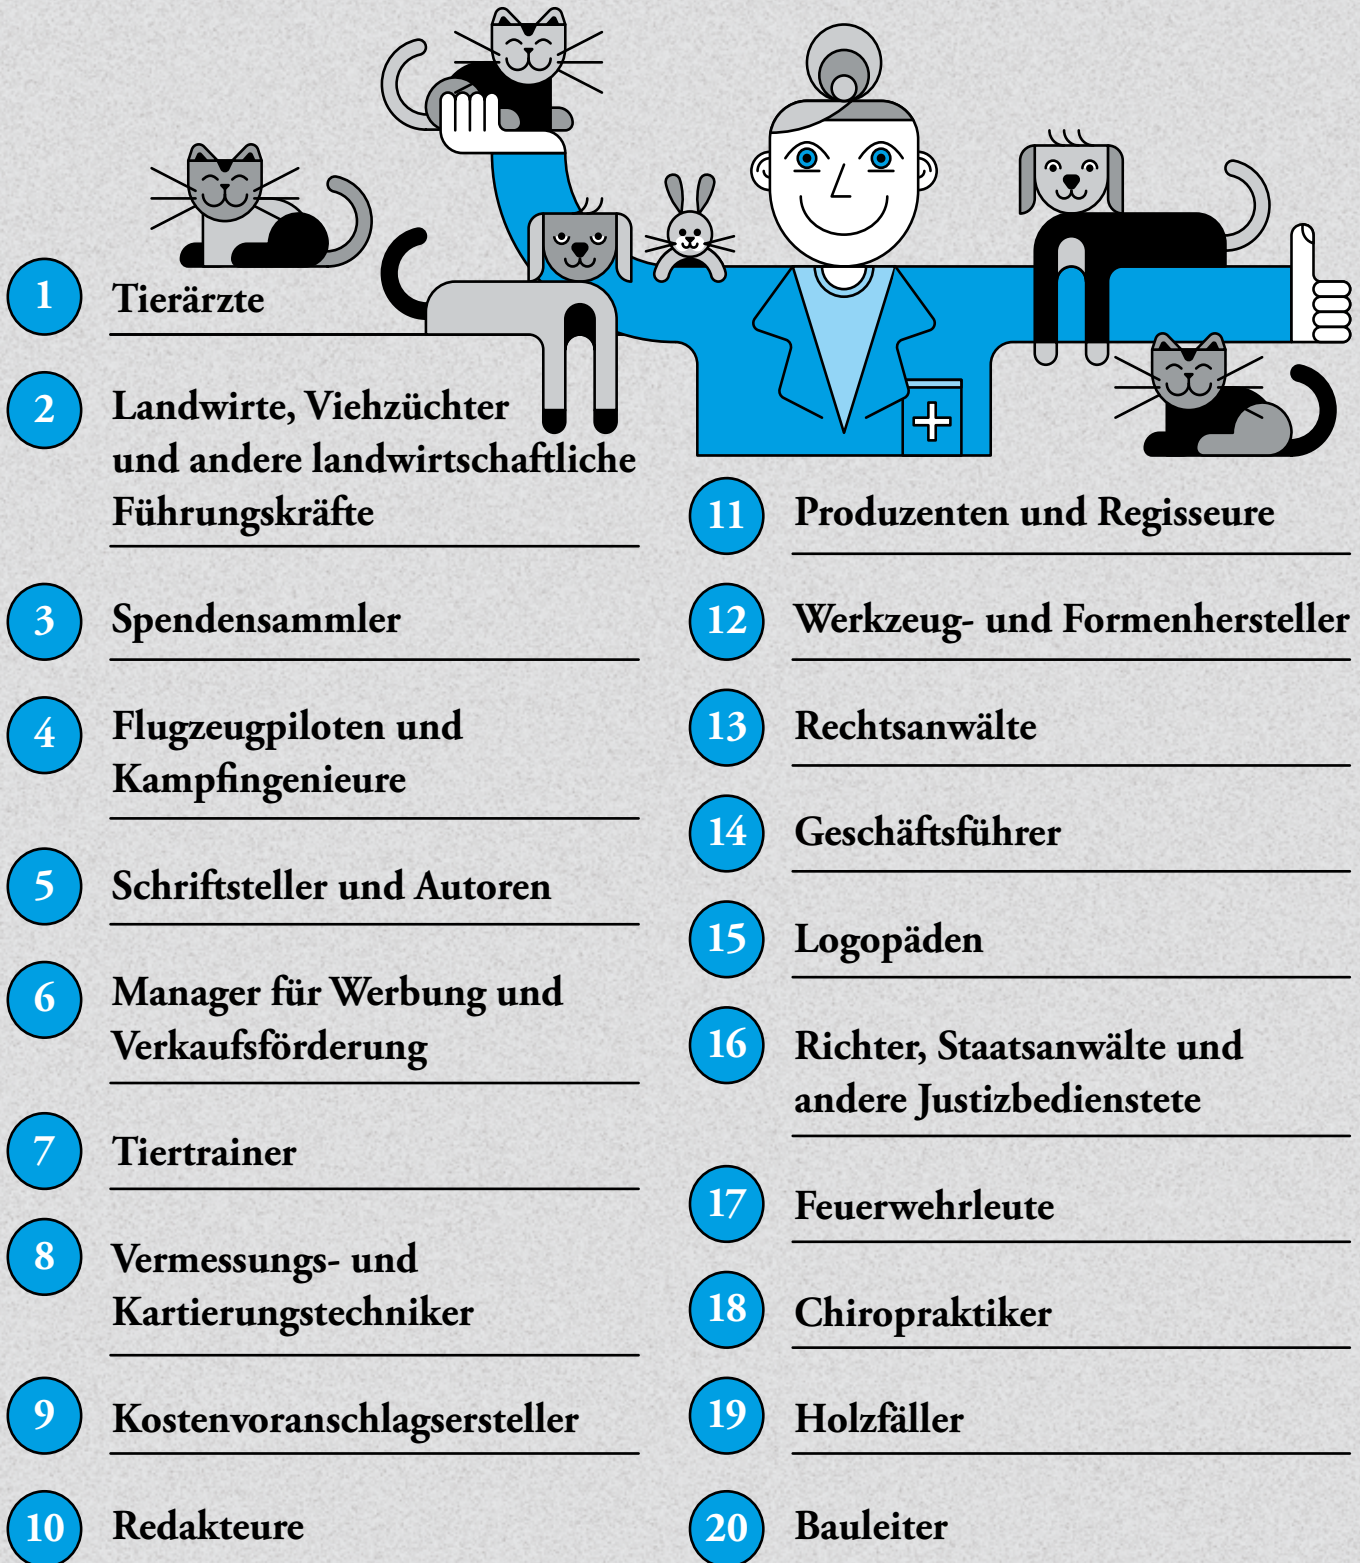 1 Tierärzte
2 Landwirte, Viehzüchter
und andere landwirtschaftliche
Führungskräfte
3 Spendensammler
4 Flugzeugpiloten und
Kampfingenieure
5 Schriftsteller und Autoren
6 Manager für Werbung und
Verkaufsförderung
7 Tiertrainer
8 Vermessungs- und
Kartierungstechniker
9 Kostenvoranschlagsersteller
10 Redakteure
11 Produzenten und Regisseure
12 Werkzeug- und Formenhersteller
13 Rechtsanwälte
14 Geschäftsführer
15 Logopäden
16 Richter, Staatsanwälte und
andere Justizbedienstete
17 Feuerwehrleute
18 Chiropraktiker
19 Holzfäller
20 Bauleiter